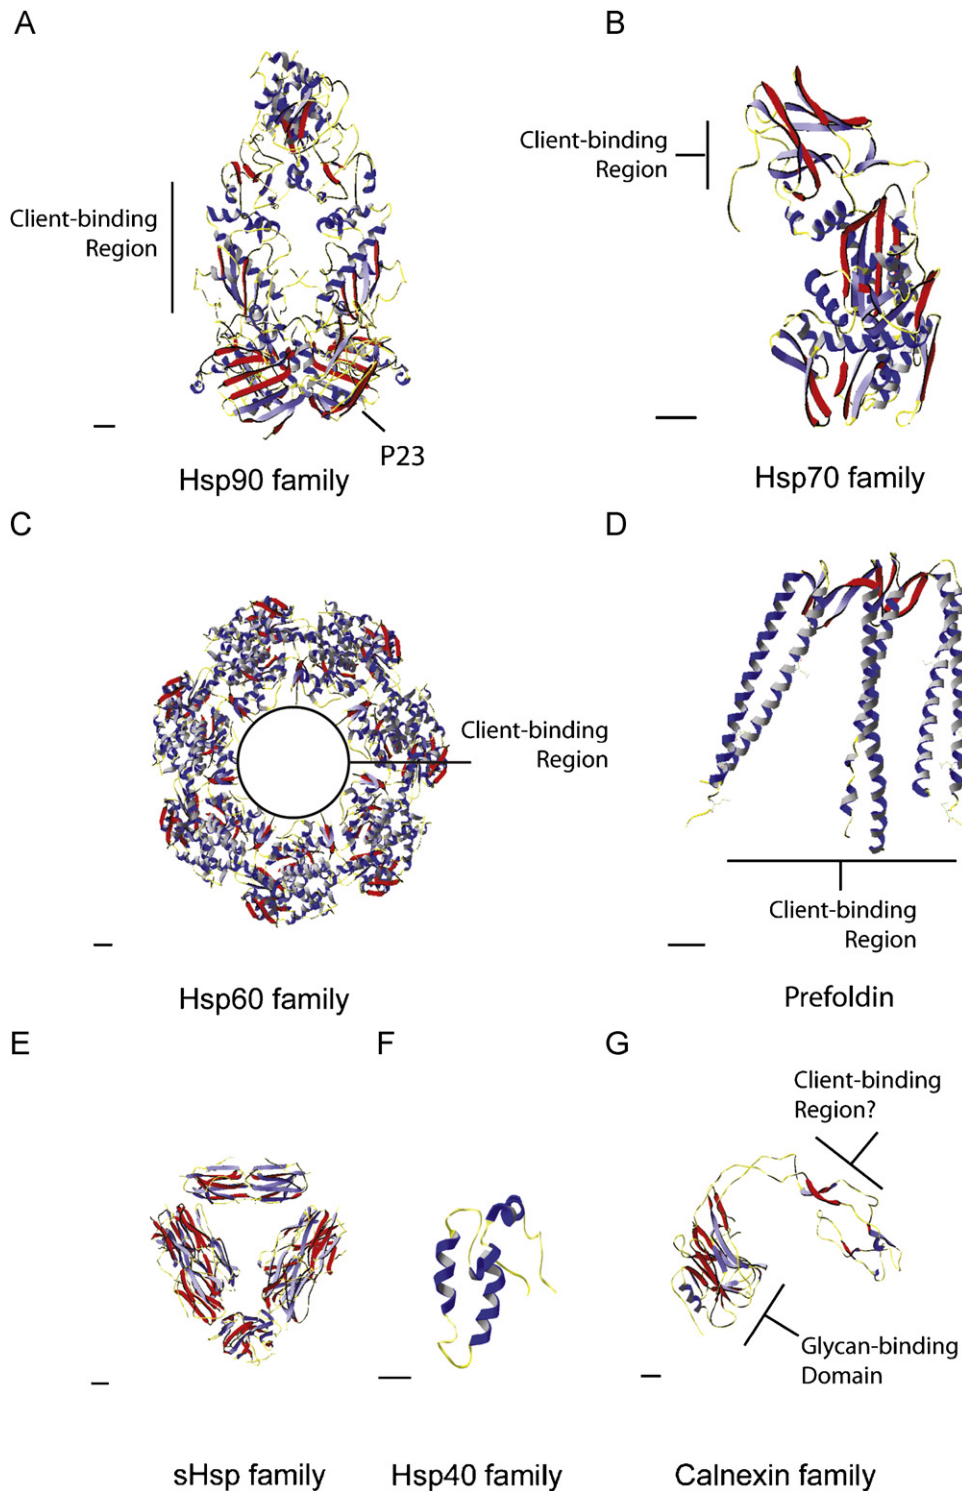 A
B
Client-binding
Region
Client-binding
Region
P23
Hsp90 family
Hsp70 family
C
D
Client-binding
Region
Client-binding
Region
Hsp60 family
Prefoldin
E
F
G
Client-binding
Region?
Glycan-binding
Domain
sHsp family
Hsp40 family
Calnexin family